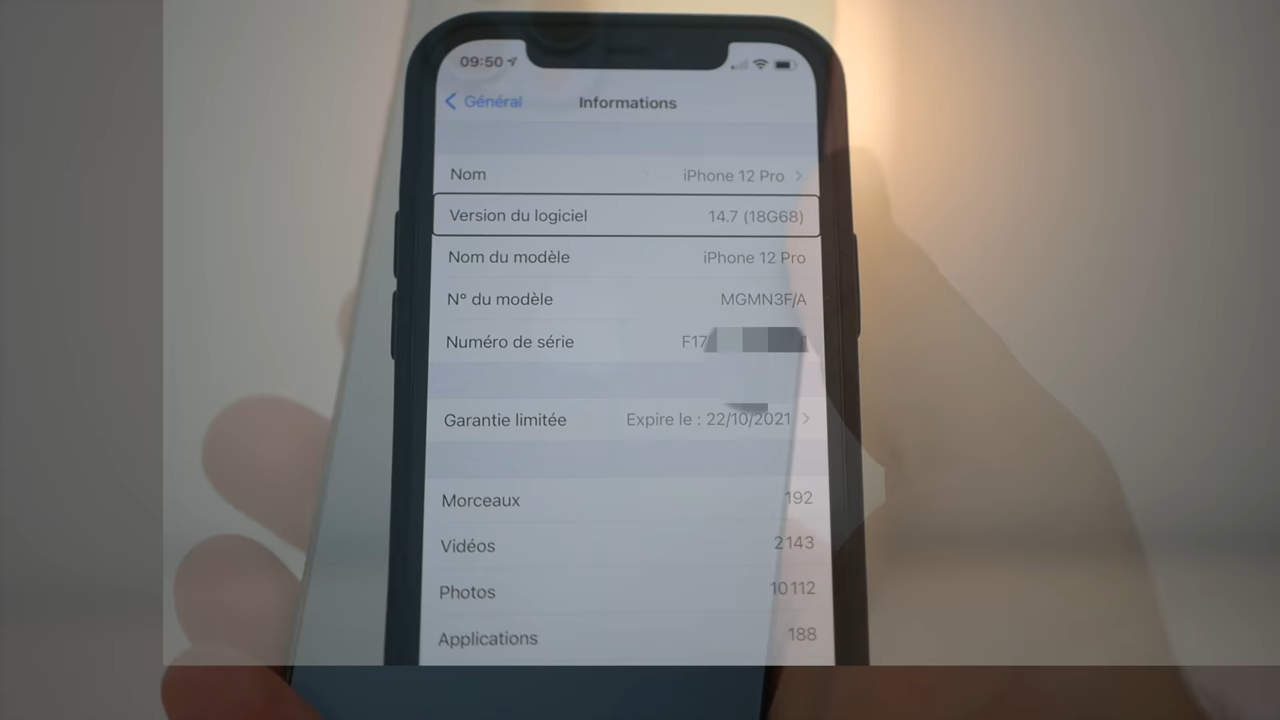 09:50
Général Informations
Nom iPhone 12 Pro
Version du logiciel 14.7 (18G68)
Nom du modèle iPhone 12 Pro
N° du modèle MGMN3F/A
Numéro de série F17
Garantie limitée Expire le : 22/10/2021
Morceaux 192
Vidéos 2143
Photos 10112
Applications 188